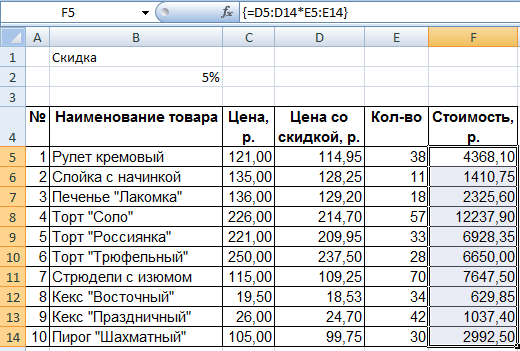 F5 fx {=D5:D14*E5:E14}
A B C D E F
1 Скидка
2 5%
3
4 № Наименование товара Цена, р. Цена со скидкой, р. Кол-во Стоимость, р.
5 1 Рулет кремовый 121,00 114,95 38 4368,10
6 2 Слойка с начинкой 135,00 128,25 11 1410,75
7 3 Печенье "Лакомка" 136,00 129,20 18 2325,60
8 4 Торт "Соло" 226,00 214,70 57 12237,90
9 5 Торт "Россиянка" 221,00 209,95 33 6928,35
10 6 Торт "Трюфельный" 250,00 237,50 28 6650,00
11 7 Стрюдели с изюмом 115,00 109,25 70 7647,50
12 8 Кекс "Восточный" 19,50 18,53 34 629,85
13 9 Кекс "Праздничный" 26,00 24,70 42 1037,40
14 10 Пирог "Шахматный" 105,00 99,75 30 2992,50